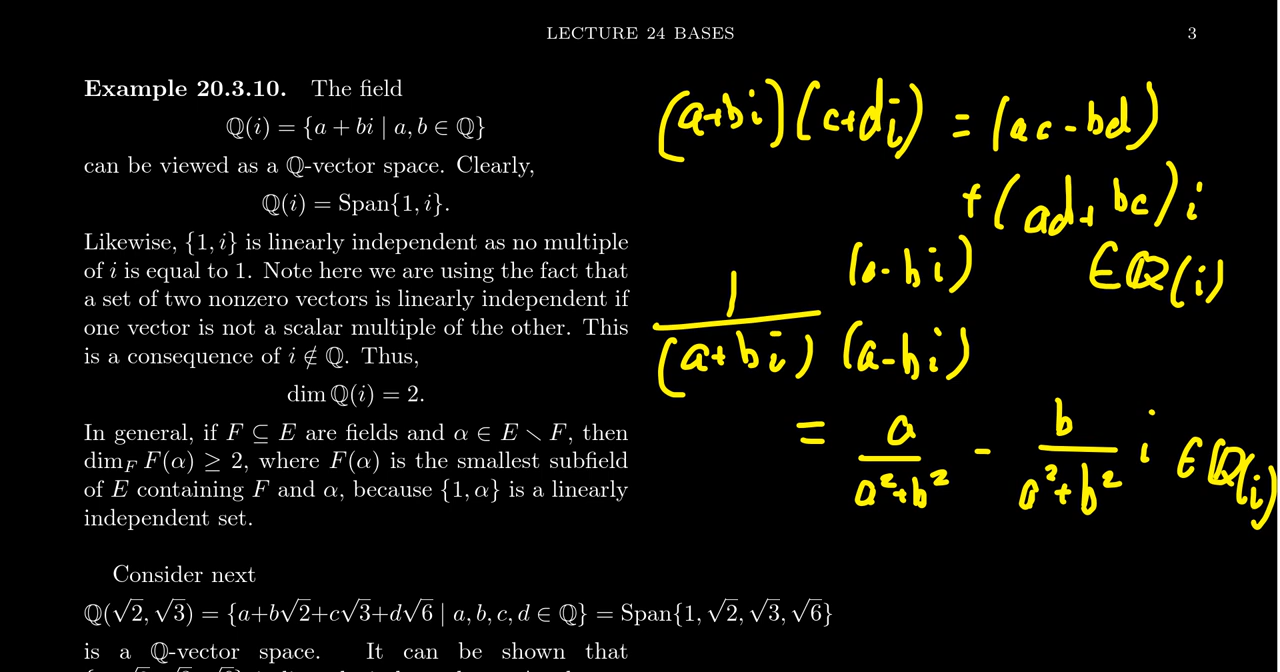 LECTURE 24 BASES 3
Example 20.3.10. The field
ℚ(i) = {a + bi | a, b ∈ ℚ}
can be viewed as a ℚ-vector space. Clearly,
ℚ(i) = Span{1, i}.
Likewise, {1, i} is linearly independent as no multiple
of i is equal to 1. Note here we are using the fact that
a set of two nonzero vectors is linearly independent if
one vector is not a scalar multiple of the other. This
is a consequence of i ∉ ℚ. Thus,
dim ℚ(i) = 2.
In general, if F ⊆ E are fields and α ∈ E ∖ F, then
dim_F F(α) ≥ 2, where F(α) is the smallest subfield
of E containing F and α, because {1, α} is a linearly
independent set.
Consider next
ℚ(√2, √3) = {a+b√2+c√3+d√6 | a, b, c, d ∈ ℚ} = Span{1, √2, √3, √6}
is a ℚ-vector space. It can be shown that
(a+bi)(c+di) = (ac-bd)
+(ad+bc)i
∈ℚ(i)
1 (a-bi)
(a+bi) (a-bi)
= a/(a²+b²) - b/(a²+b²) i ∈ℚ(i)